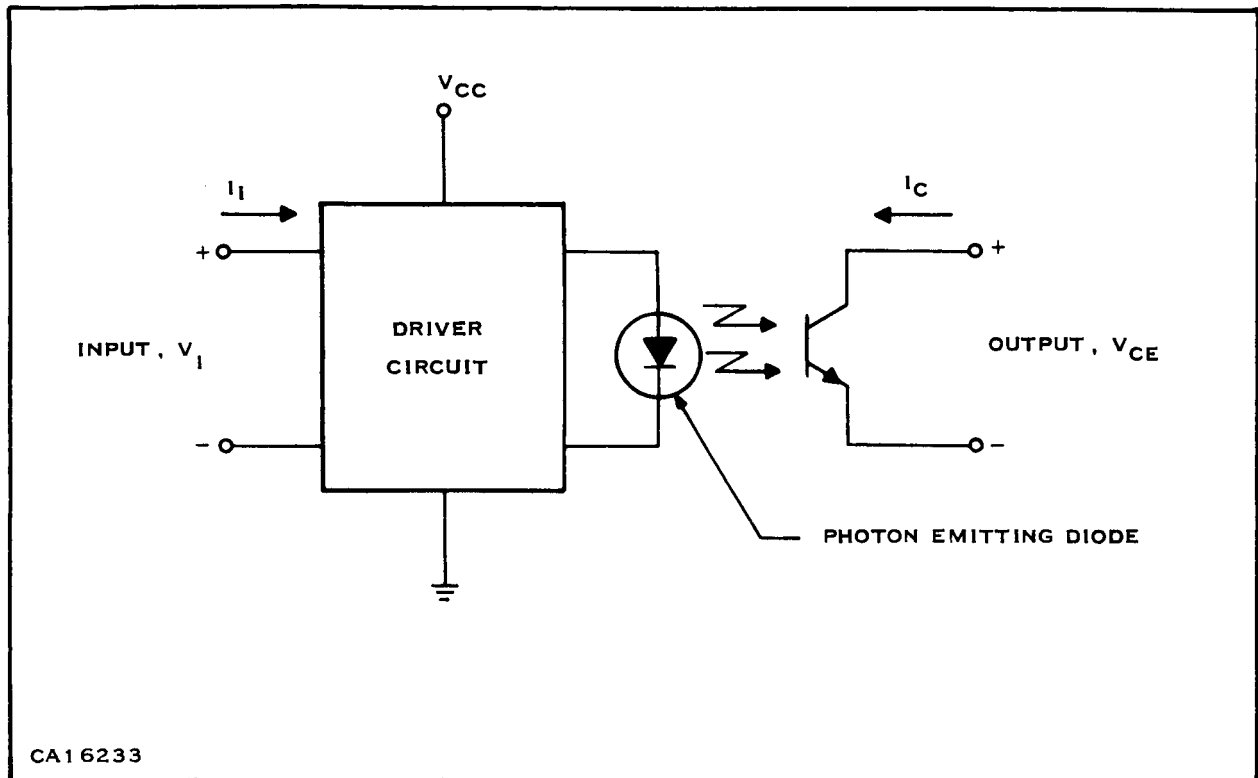 VCC
I1
IC
+
+
DRIVER
CIRCUIT
INPUT, V1
OUTPUT, VCE
-
-
PHOTON EMITTING DIODE
CA16233